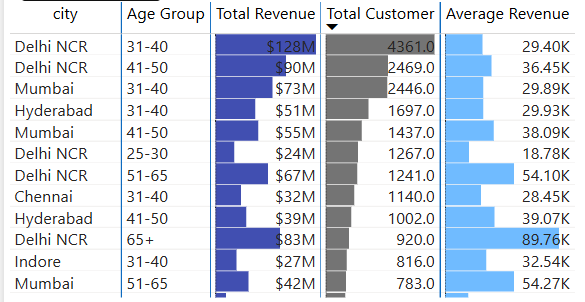 city Age Group Total Revenue Total Customer Average Revenue
Delhi NCR 31-40 $128M 4361.0 29.40K
Delhi NCR 41-50 $90M 2469.0 36.45K
Mumbai 31-40 $73M 2446.0 29.89K
Hyderabad 31-40 $51M 1697.0 29.93K
Mumbai 41-50 $55M 1437.0 38.09K
Delhi NCR 25-30 $24M 1267.0 18.78K
Delhi NCR 51-65 $67M 1241.0 54.10K
Chennai 31-40 $32M 1140.0 28.45K
Hyderabad 41-50 $39M 1002.0 39.07K
Delhi NCR 65+ $83M 920.0 89.76K
Indore 31-40 $27M 816.0 32.54K
Mumbai 51-65 $42M 783.0 54.27K